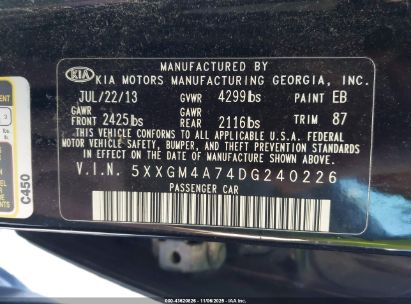 MANUFACTURED BY
KIA KIA MOTORS MANUFACTURING GEORGIA, INC.
JUL/22/13 GVWR 4299lbs PAINT EB
GAWR FRONT 2425lbs GAWR REAR 2116lbs TRIM 87
THIS VEHICLE CONFORMS TO ALL APPLICABLE U.S.A. FEDERAL
MOTOR VEHICLE SAFETY, BUMPER, AND THEFT PREVENTION
STANDARDS IN EFFECT ON THE DATE OF MANUFACTURE SHOWN ABOVE.
V.I.N. 5XXGM4A74DG240226
PASSENGER CAR
C450